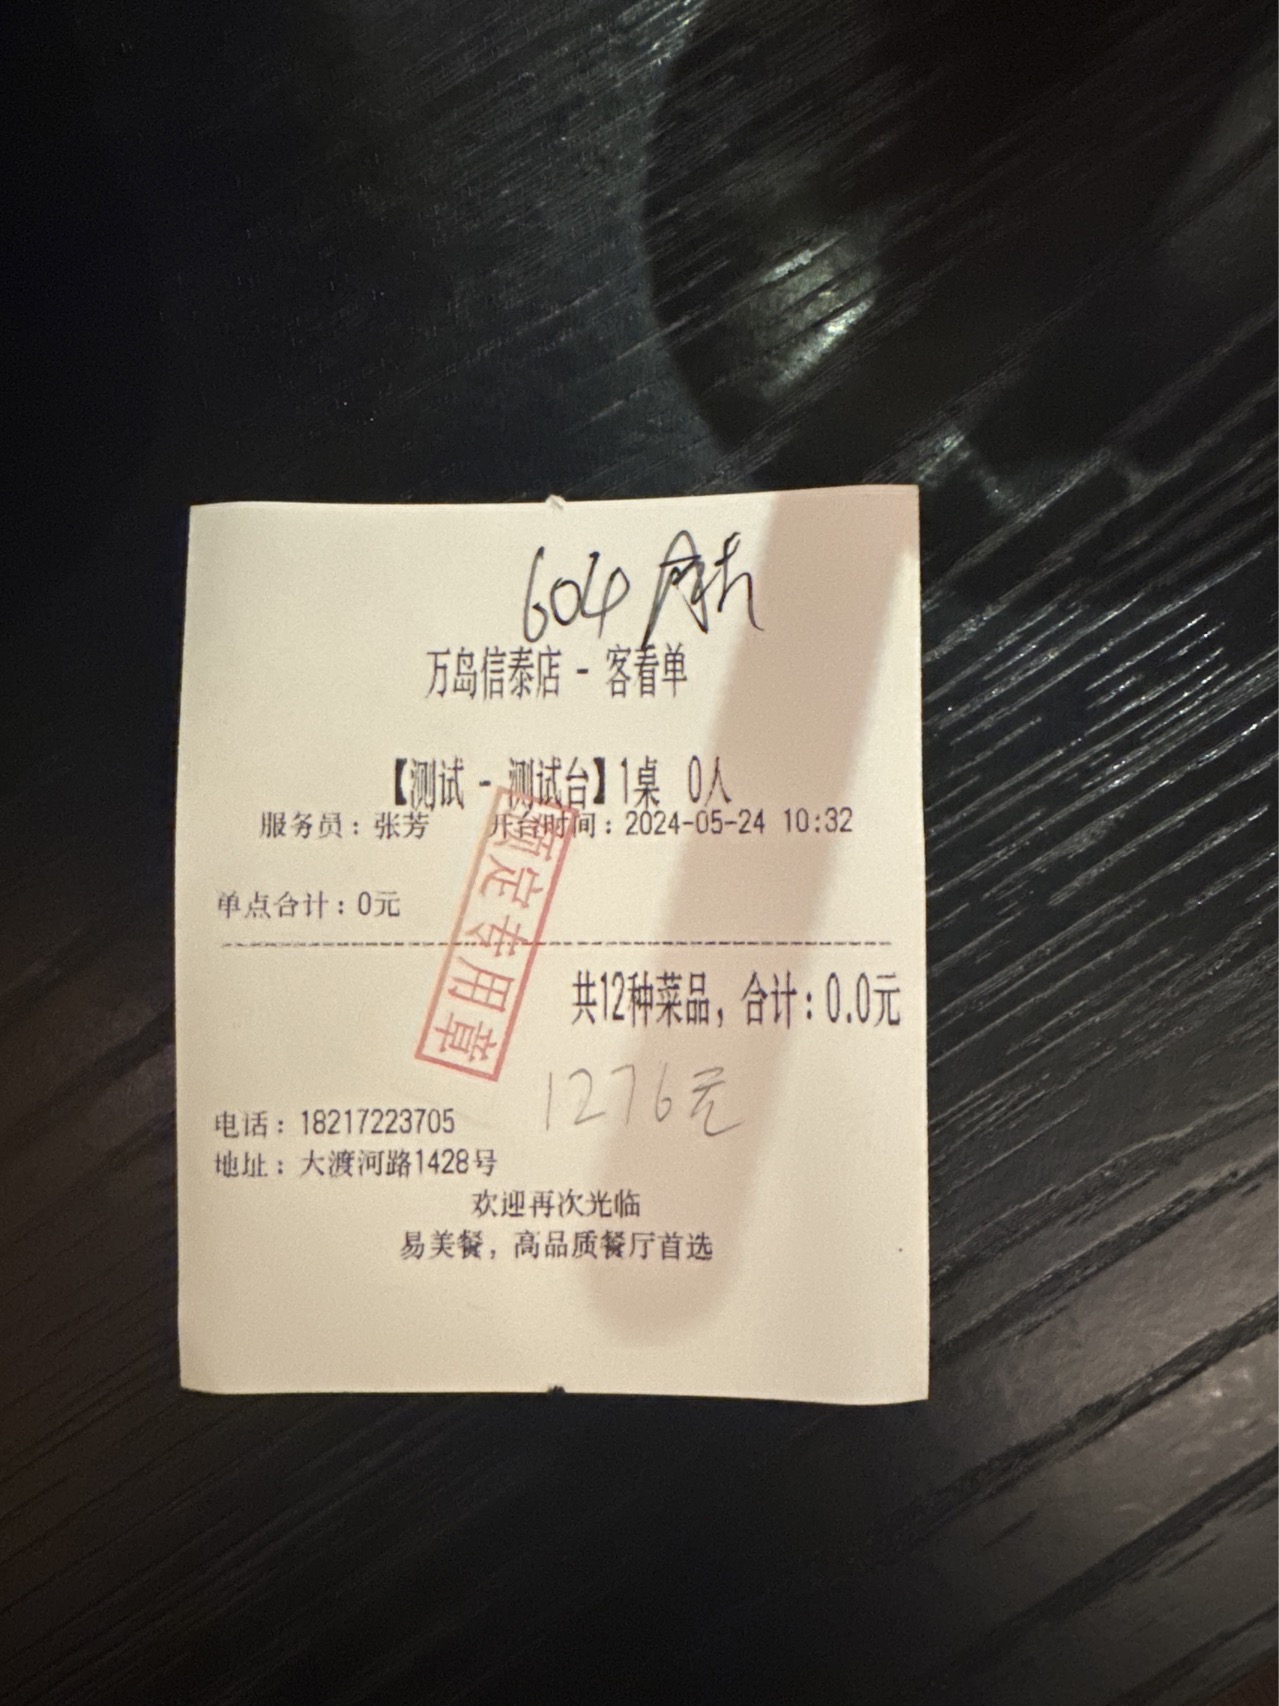 604
万岛信泰店 - 客看单
【测试 - 测试台】1桌 0人
服务员：张芳 开台时间：2024-05-24 10:32
单点合计：0元
预定专用章
共12种菜品，合计：0.0元
1276元
电话：18217223705
地址：大渡河路1428号
欢迎再次光临
易美餐，高品质餐厅首选